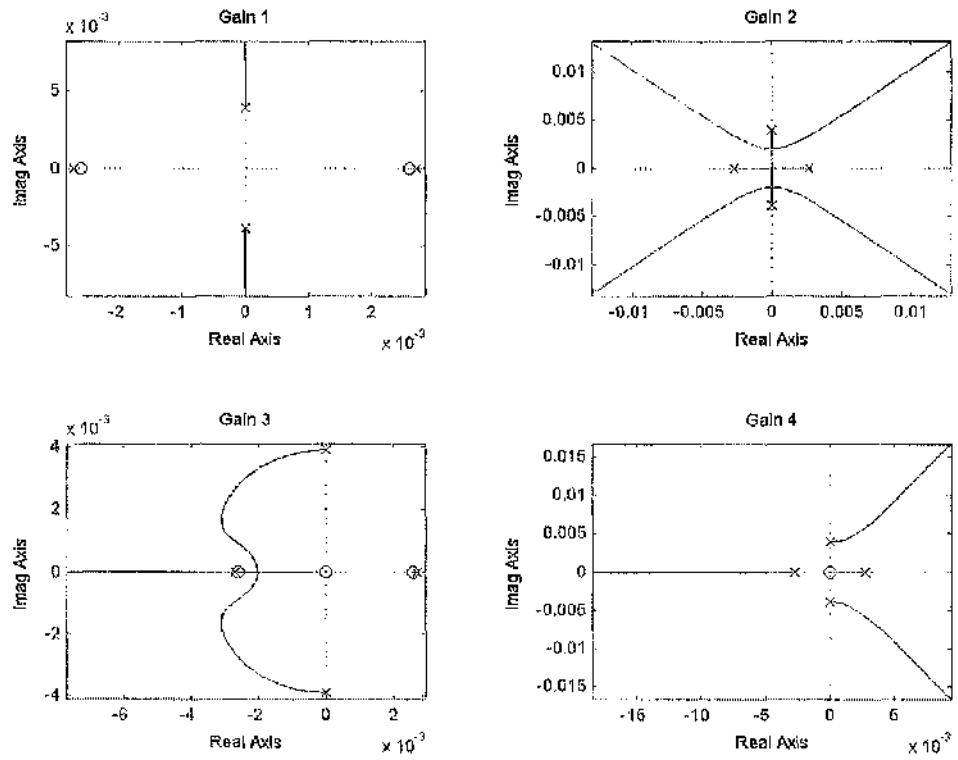 Gain 1
x 10⁻³
Imag Axis
5
0
-5
-2 -1 0 1 2
Real Axis
x 10⁻³
Gain 2
Imag Axis
0.01
0.005
0
-0.005
-0.01
-0.01 -0.005 0 0.005 0.01
Real Axis
Gain 3
x 10⁻³
Imag Axis
4
2
0
-2
-4
-6 -4 -2 0 2
Real Axis
x 10⁻³
Gain 4
Imag Axis
0.015
0.01
0.005
0
-0.005
-0.01
-0.015
-10 -5 0
Real Axis
x 10⁻³